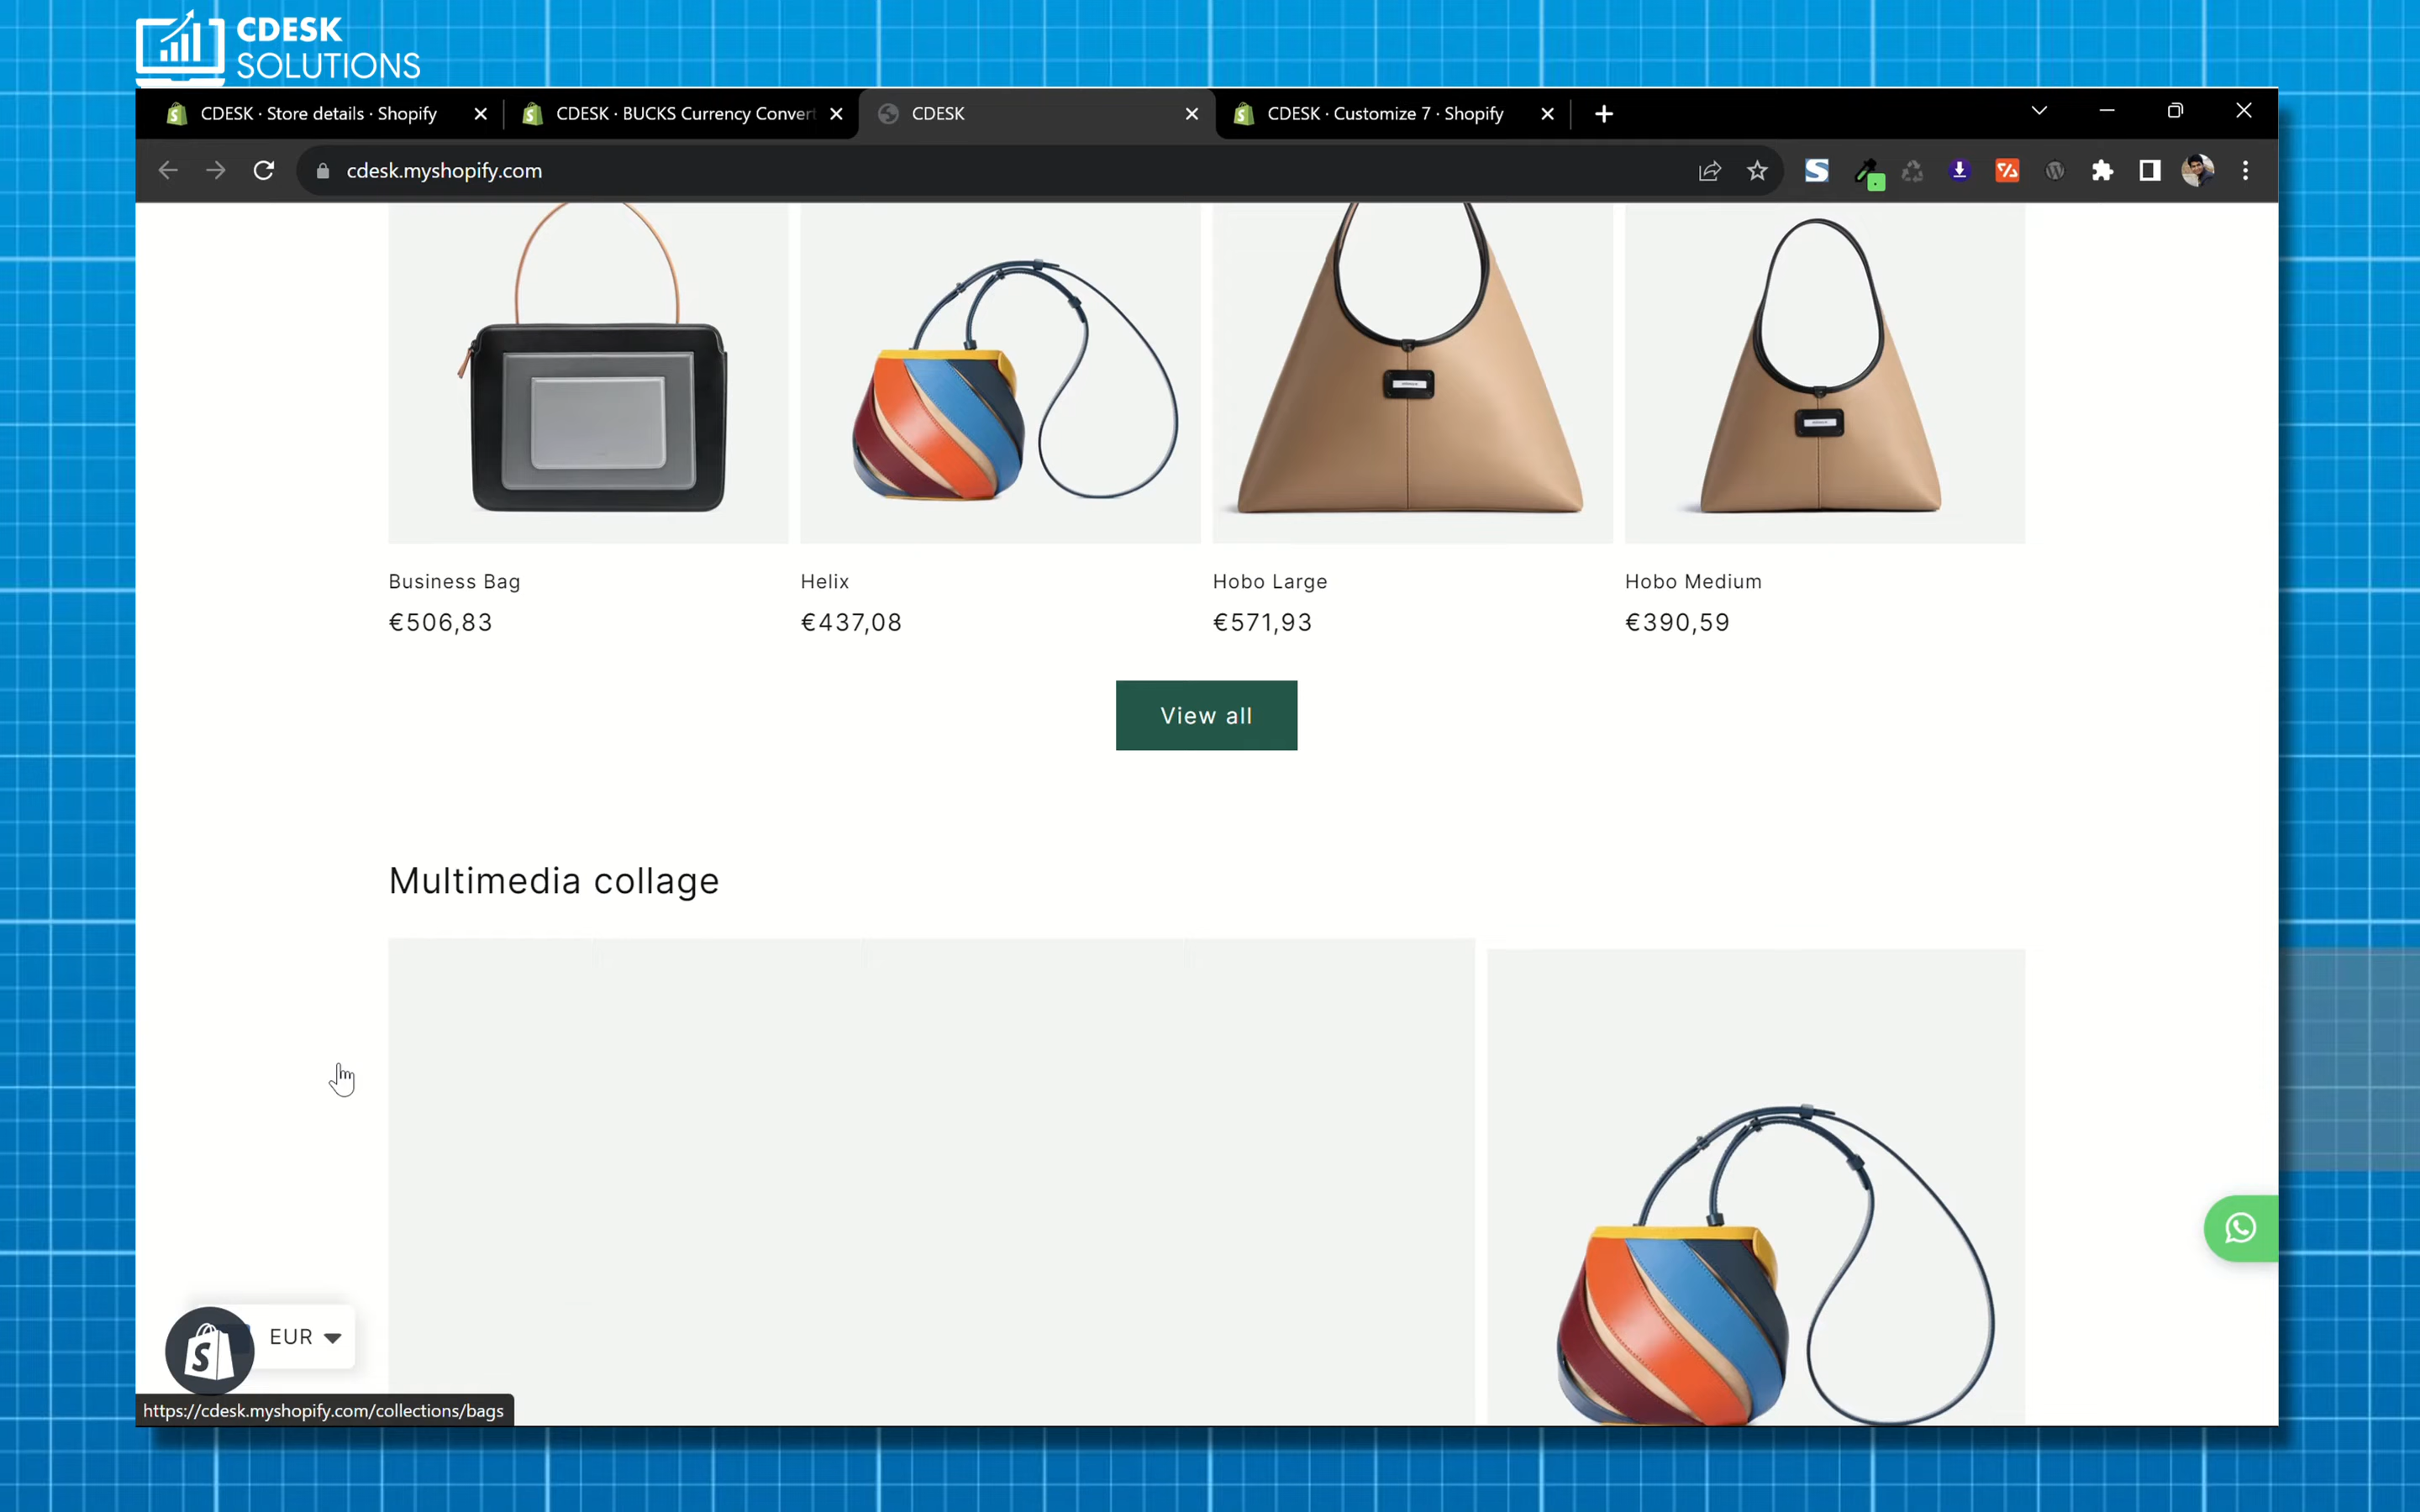 CDESK
SOLUTIONS
CDESK · Store details · Shopify
CDESK · BUCKS Currency Convert
CDESK
CDESK · Customize 7 · Shopify
cdesk.myshopify.com
Business Bag
€506,83
Helix
€437,08
Hobo Large
€571,93
Hobo Medium
€390,59
View all
Multimedia collage
EUR
https://cdesk.myshopify.com/collections/bags